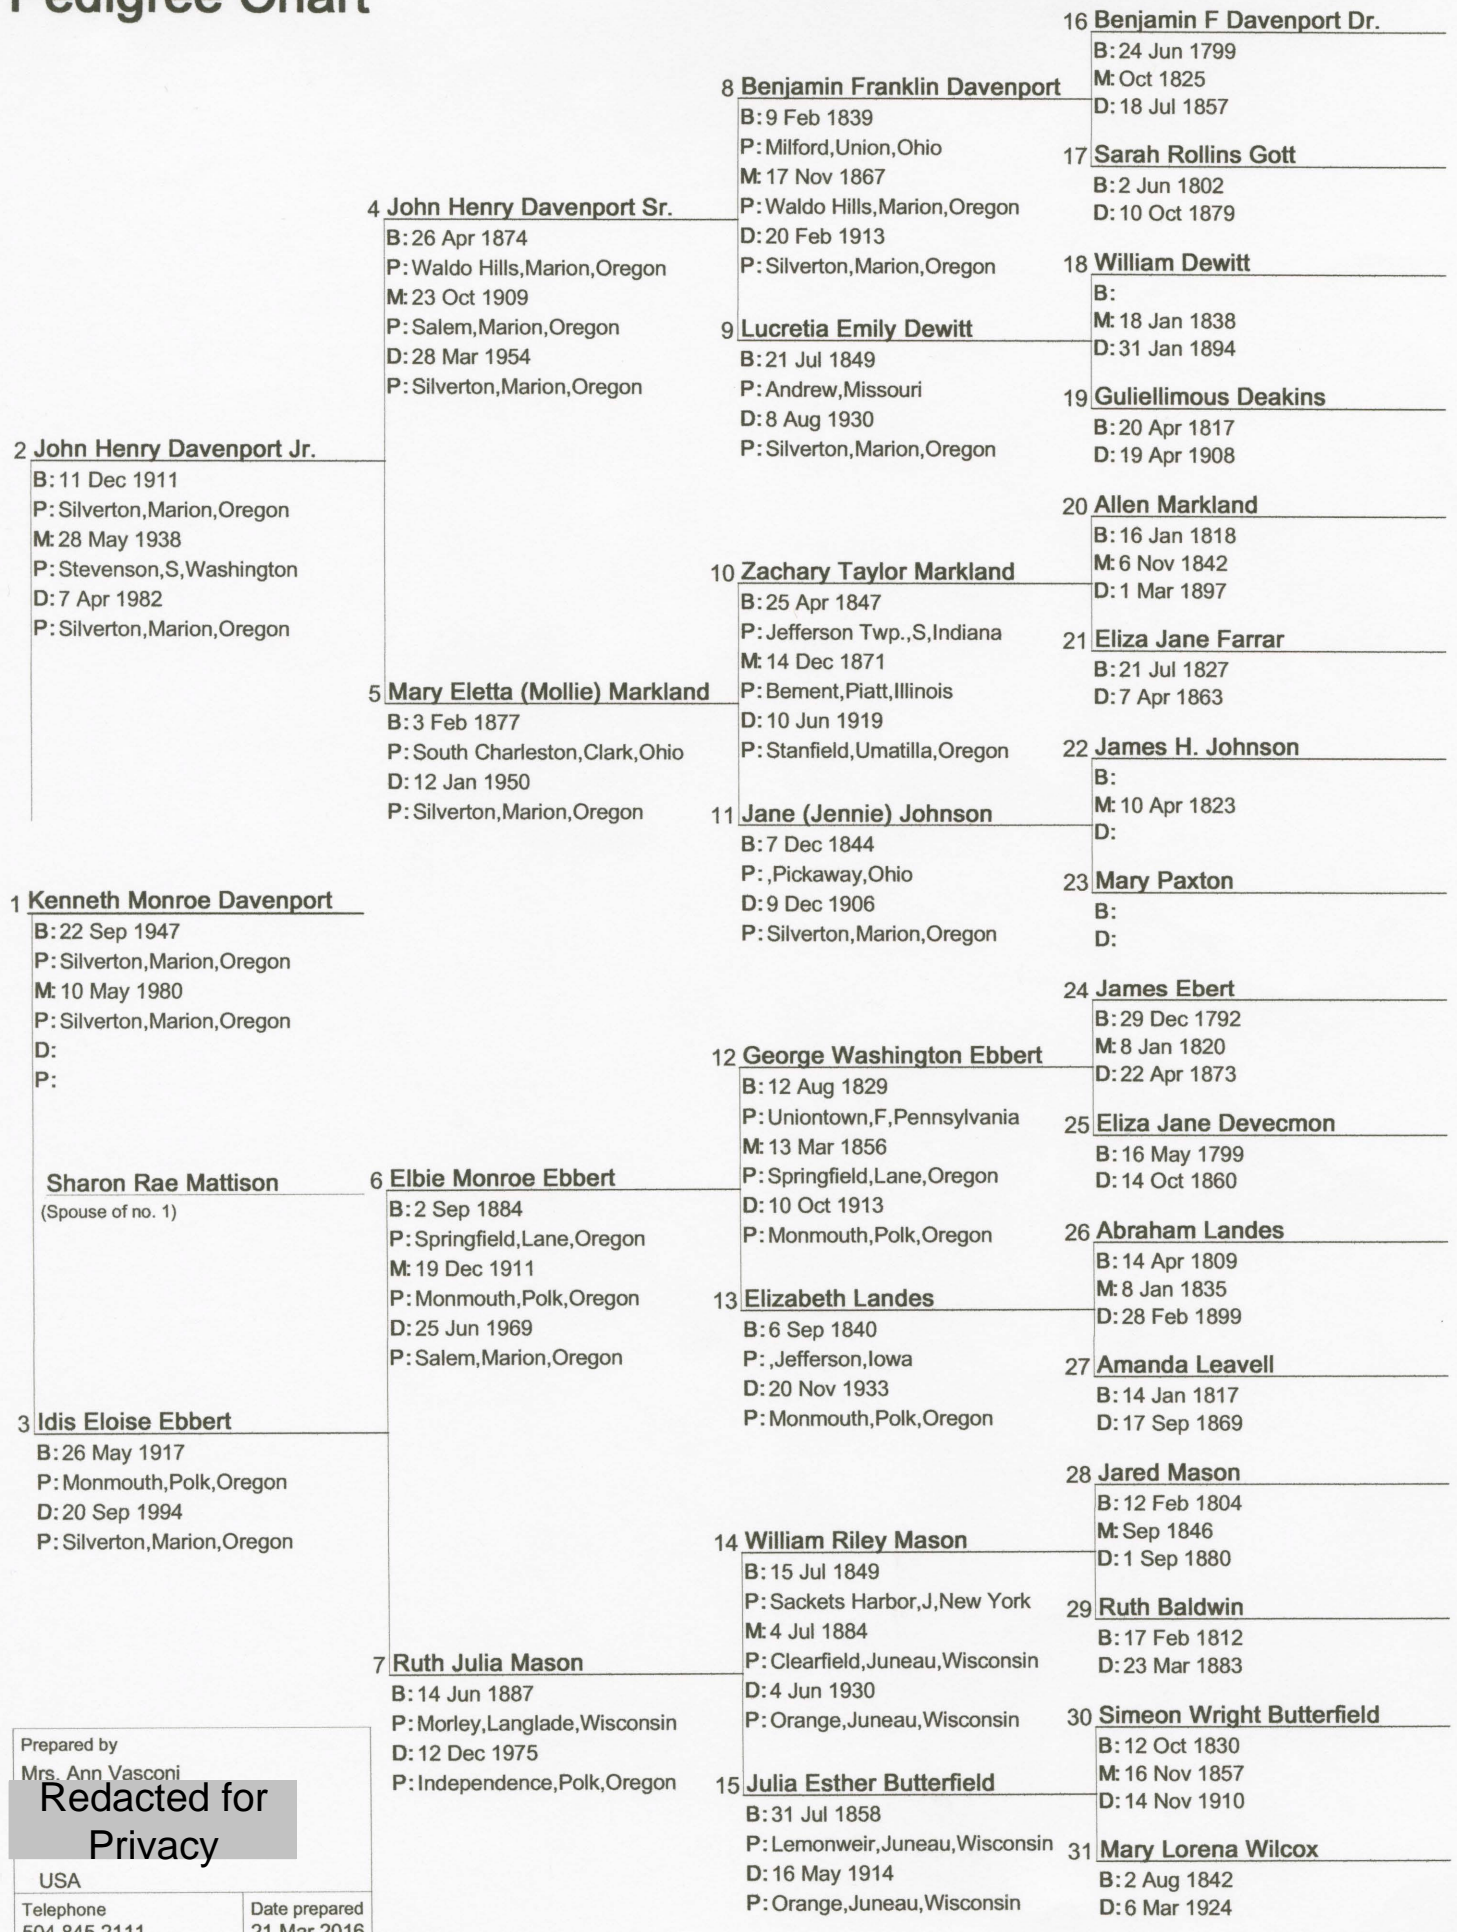 Pedigree Chart
1 Kenneth Monroe Davenport
B: 22 Sep 1947
P: Silverton,Marion,Oregon
M: 10 May 1980
P: Silverton,Marion,Oregon
D:
P:
Sharon Rae Mattison
(Spouse of no. 1)
2 John Henry Davenport Jr.
B: 11 Dec 1911
P: Silverton,Marion,Oregon
M: 28 May 1938
P: Stevenson,S,Washington
D: 7 Apr 1982
P: Silverton,Marion,Oregon
3 Idis Eloise Ebbert
B: 26 May 1917
P: Monmouth,Polk,Oregon
D: 20 Sep 1994
P: Silverton,Marion,Oregon
4 John Henry Davenport Sr.
B: 26 Apr 1874
P: Waldo Hills,Marion,Oregon
M: 23 Oct 1909
P: Salem,Marion,Oregon
D: 28 Mar 1954
P: Silverton,Marion,Oregon
5 Mary Eletta (Mollie) Markland
B: 3 Feb 1877
P: South Charleston,Clark,Ohio
D: 12 Jan 1950
P: Silverton,Marion,Oregon
6 Elbie Monroe Ebbert
B: 2 Sep 1884
P: Springfield,Lane,Oregon
M: 19 Dec 1911
P: Monmouth,Polk,Oregon
D: 25 Jun 1969
P: Salem,Marion,Oregon
7 Ruth Julia Mason
B: 14 Jun 1887
P: Morley,Langlade,Wisconsin
D: 12 Dec 1975
P: Independence,Polk,Oregon
8 Benjamin Franklin Davenport
B: 9 Feb 1839
P: Milford,Union,Ohio
M: 17 Nov 1867
P: Waldo Hills,Marion,Oregon
D: 20 Feb 1913
P: Silverton,Marion,Oregon
9 Lucretia Emily Dewitt
B: 21 Jul 1849
P: Andrew,Missouri
D: 8 Aug 1930
P: Silverton,Marion,Oregon
10 Zachary Taylor Markland
B: 25 Apr 1847
P: Jefferson Twp.,S,Indiana
M: 14 Dec 1871
P: Bement,Piatt,Illinois
D: 10 Jun 1919
P: Stanfield,Umatilla,Oregon
11 Jane (Jennie) Johnson
B: 7 Dec 1844
P: ,Pickaway,Ohio
D: 9 Dec 1906
P: Silverton,Marion,Oregon
12 George Washington Ebbert
B: 12 Aug 1829
P: Uniontown,F,Pennsylvania
M: 13 Mar 1856
P: Springfield,Lane,Oregon
D: 10 Oct 1913
P: Monmouth,Polk,Oregon
13 Elizabeth Landes
B: 6 Sep 1840
P: ,Jefferson,Iowa
D: 20 Nov 1933
P: Monmouth,Polk,Oregon
14 William Riley Mason
B: 15 Jul 1849
P: Sackets Harbor,J,New York
M: 4 Jul 1884
P: Clearfield,Juneau,Wisconsin
D: 4 Jun 1930
P: Orange,Juneau,Wisconsin
15 Julia Esther Butterfield
B: 31 Jul 1858
P: Lemonweir,Juneau,Wisconsin
D: 16 May 1914
P: Orange,Juneau,Wisconsin
16 Benjamin F Davenport Dr.
B: 24 Jun 1799
M: Oct 1825
D: 18 Jul 1857
17 Sarah Rollins Gott
B: 2 Jun 1802
D: 10 Oct 1879
18 William Dewitt
B:
M: 18 Jan 1838
D: 31 Jan 1894
19 Guliellimous Deakins
B: 20 Apr 1817
D: 19 Apr 1908
20 Allen Markland
B: 16 Jan 1818
M: 6 Nov 1842
D: 1 Mar 1897
21 Eliza Jane Farrar
B: 21 Jul 1827
D: 7 Apr 1863
22 James H. Johnson
B:
M: 10 Apr 1823
D:
23 Mary Paxton
B:
D:
24 James Ebert
B: 29 Dec 1792
M: 8 Jan 1820
D: 22 Apr 1873
25 Eliza Jane Devecmon
B: 16 May 1799
D: 14 Oct 1860
26 Abraham Landes
B: 14 Apr 1809
M: 8 Jan 1835
D: 28 Feb 1899
27 Amanda Leavell
B: 14 Jan 1817
D: 17 Sep 1869
28 Jared Mason
B: 12 Feb 1804
M: Sep 1846
D: 1 Sep 1880
29 Ruth Baldwin
B: 17 Feb 1812
D: 23 Mar 1883
30 Simeon Wright Butterfield
B: 12 Oct 1830
M: 16 Nov 1857
D: 14 Nov 1910
31 Mary Lorena Wilcox
B: 2 Aug 1842
D: 6 Mar 1924
Prepared by
Mrs. Ann Vasconi
Redacted for
Privacy
USA
Telephone
Date prepared
21 Mar 2016